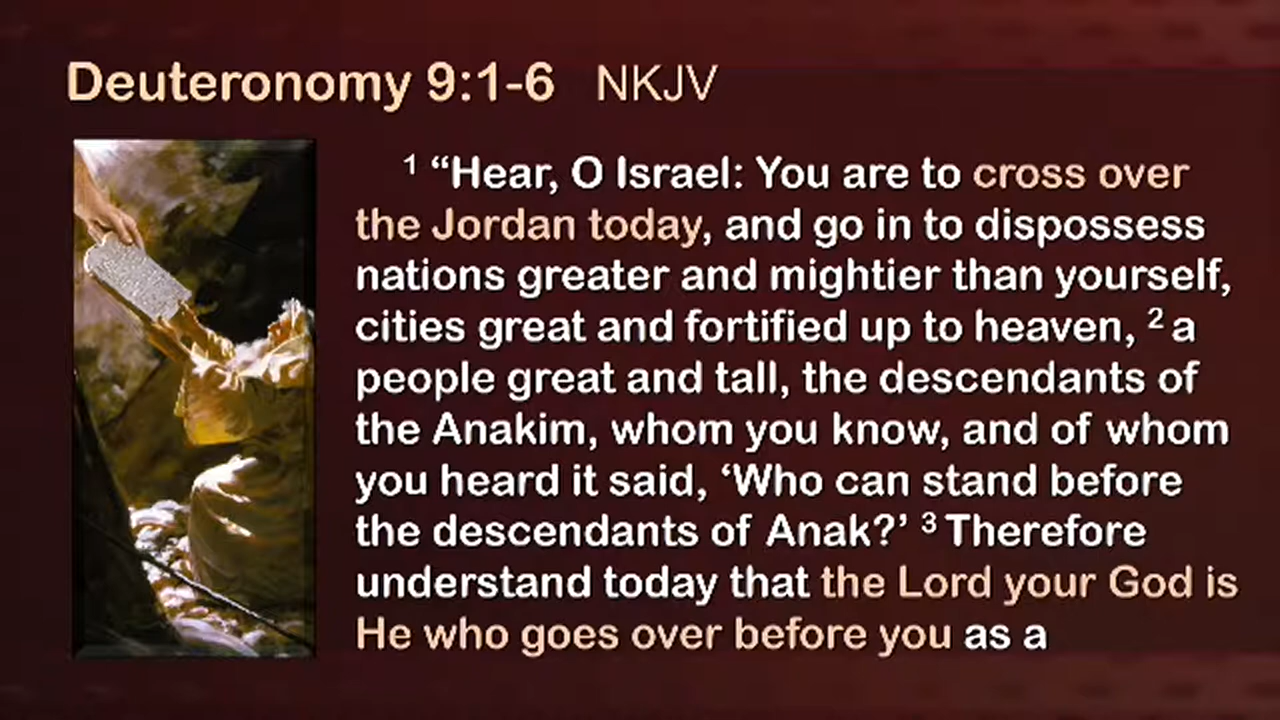 Deuteronomy 9:1-6 NKJV
1 “Hear, O Israel: You are to cross over
the Jordan today, and go in to dispossess
nations greater and mightier than yourself,
cities great and fortified up to heaven, 2 a
people great and tall, the descendants of
the Anakim, whom you know, and of whom
you heard it said, ‘Who can stand before
the descendants of Anak?’ 3 Therefore
understand today that the Lord your God is
He who goes over before you as a